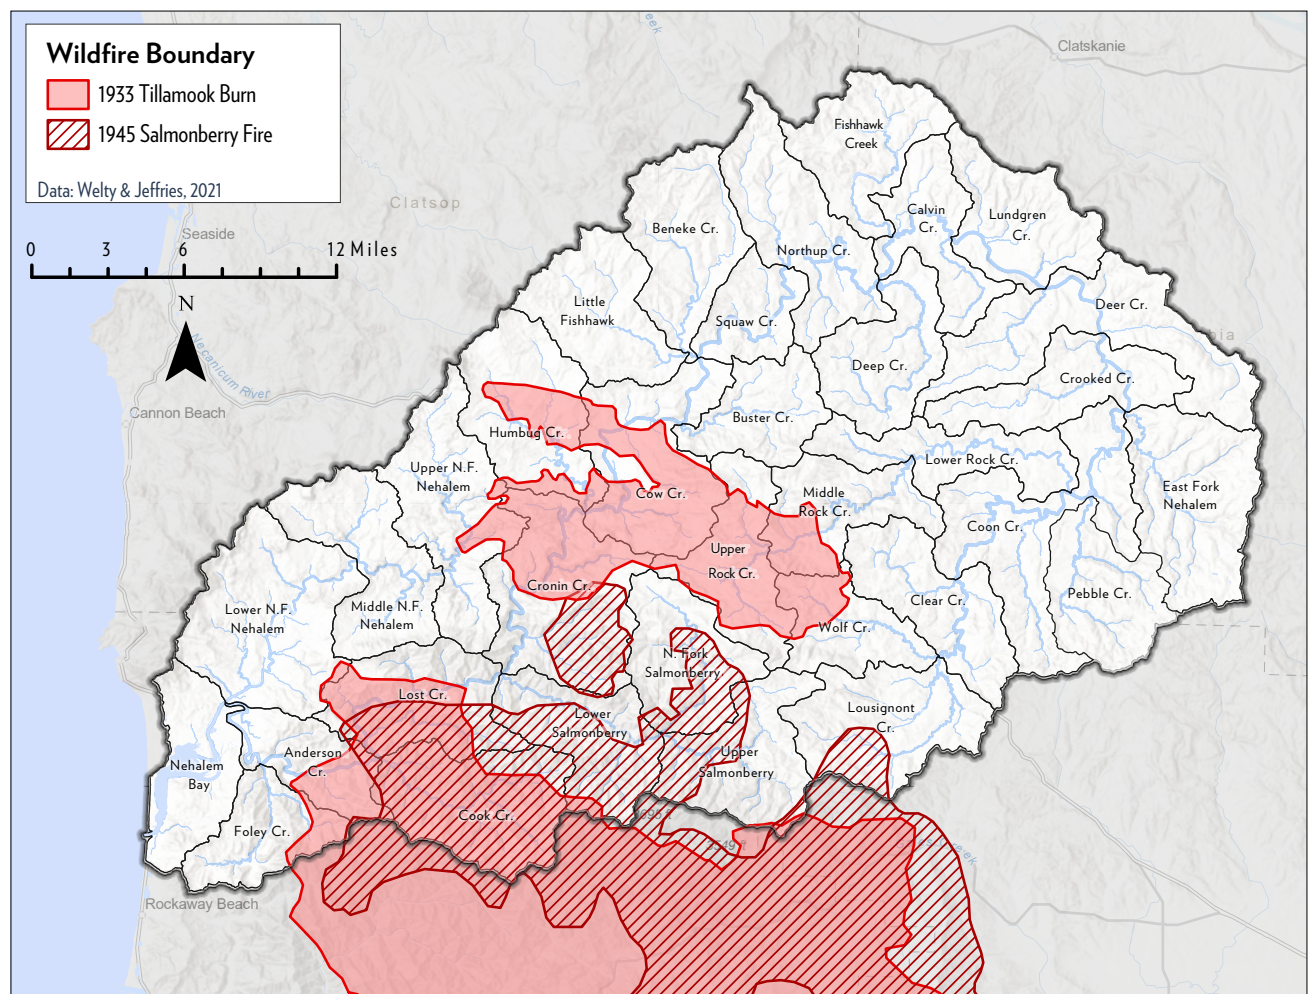 Wildfire Boundary
1933 Tillamook Burn
1945 Salmonberry Fire
Data: Welty & Jeffries, 2021
0 3 6 12 Miles
N
Clatskanie
Clatsop
Seaside
Necanicum River
Cannon Beach
Rockaway Beach
Fishhawk
Creek
Calvin
Cr.
Lundgren
Cr.
Beneke Cr.
Northup Cr.
Little
Fishhawk
Squaw Cr.
Deer Cr.
Deep Cr.
Crooked Cr.
Buster Cr.
Humbug Cr.
Lower Rock Cr.
Upper N.F.
Nehalem
Cow Cr.
Middle
Rock Cr.
East Fork
Nehalem
Coon Cr.
Upper
Rock Cr.
Cronin Cr.
Pebble Cr.
Clear Cr.
Lower N.F.
Nehalem
Middle N.F.
Nehalem
Wolf Cr.
N. Fork
Salmonberry
Lost Cr.
Lower
Salmonberry
Lousignont
Cr.
Anderson
Cr.
Upper
Salmonberry
Nehalem
Bay
Cook Cr.
Foley Cr.